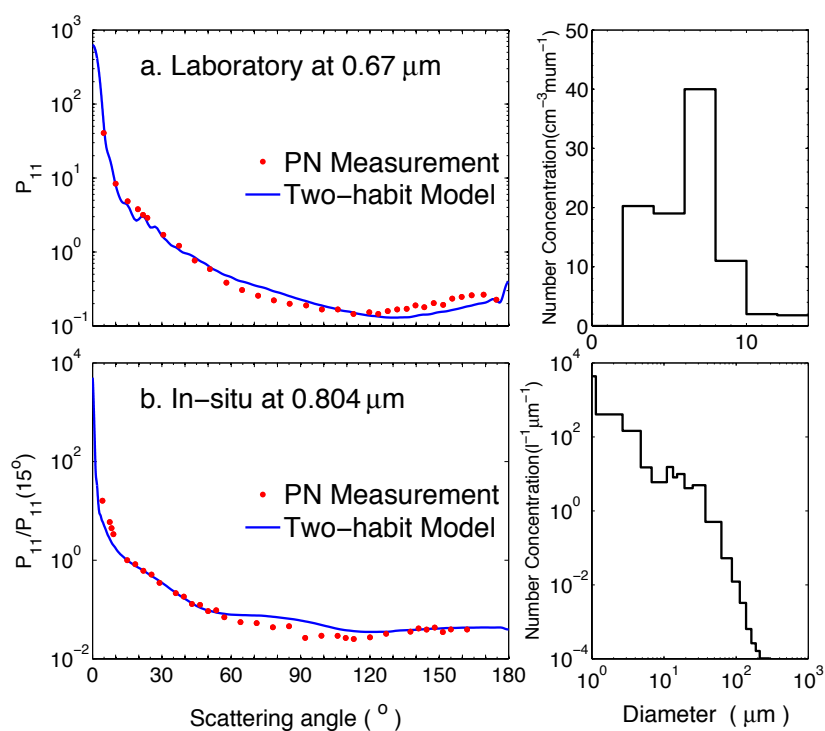 a. Laboratory at 0.67 μm
PN Measurement
Two-habit Model
P11
10^3
10^2
10^1
10^0
10^-1
Number Concentration(cm^-3mum^-1)
50
40
30
20
10
0
0 10
b. In-situ at 0.804 μm
PN Measurement
Two-habit Model
P11/P11(15°)
10^4
10^2
10^0
10^-2
0 30 60 90 120 150 180
Scattering angle ( ° )
Number Concentration(l^-1μm^-1)
10^4
10^2
10^0
10^-2
10^-4
10^0 10^1 10^2 10^3
Diameter ( μm )